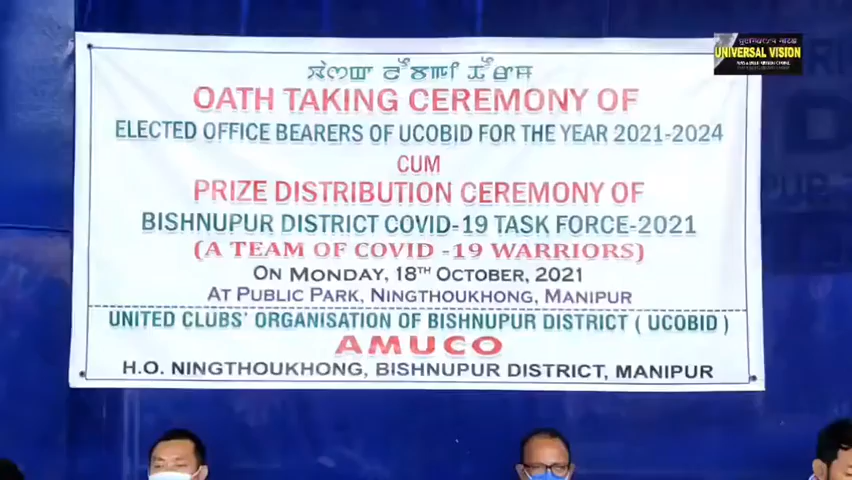 UNIVERSAL VISION
OATH TAKING CEREMONY OF
ELECTED OFFICE BEARERS OF UCOBID FOR THE YEAR 2021-2024
CUM
PRIZE DISTRIBUTION CEREMONY OF
BISHNUPUR DISTRICT COVID-19 TASK FORCE-2021
(A TEAM OF COVID -19 WARRIORS)
ON MONDAY, 18TH OCTOBER, 2021
AT PUBLIC PARK, NINGTHOUKHONG, MANIPUR
UNITED CLUBS' ORGANISATION OF BISHNUPUR DISTRICT ( UCOBID )
AMUCO
H.O. NINGTHOUKHONG, BISHNUPUR DISTRICT, MANIPUR